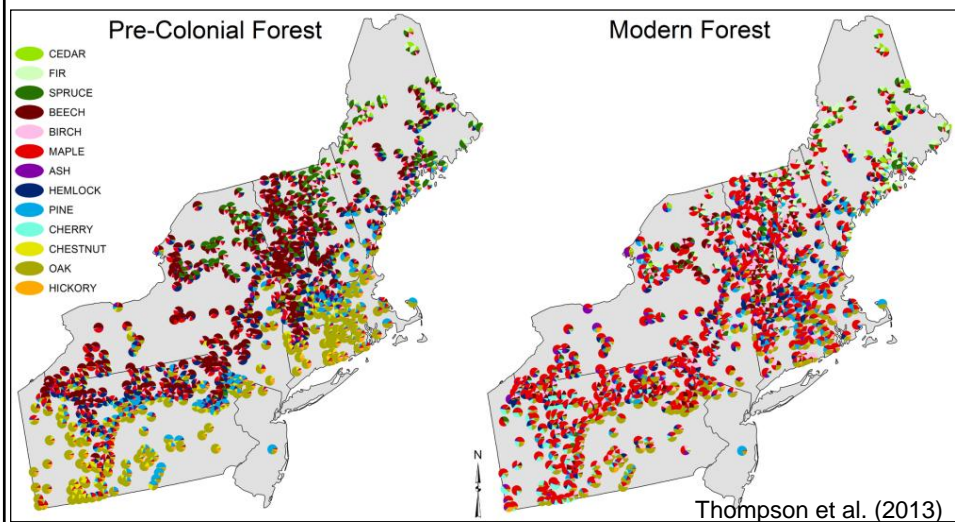 Pre-Colonial Forest
Modern Forest
CEDAR
FIR
SPRUCE
BEECH
BIRCH
MAPLE
ASH
HEMLOCK
PINE
CHERRY
CHESTNUT
OAK
HICKORY
N
Thompson et al. (2013)